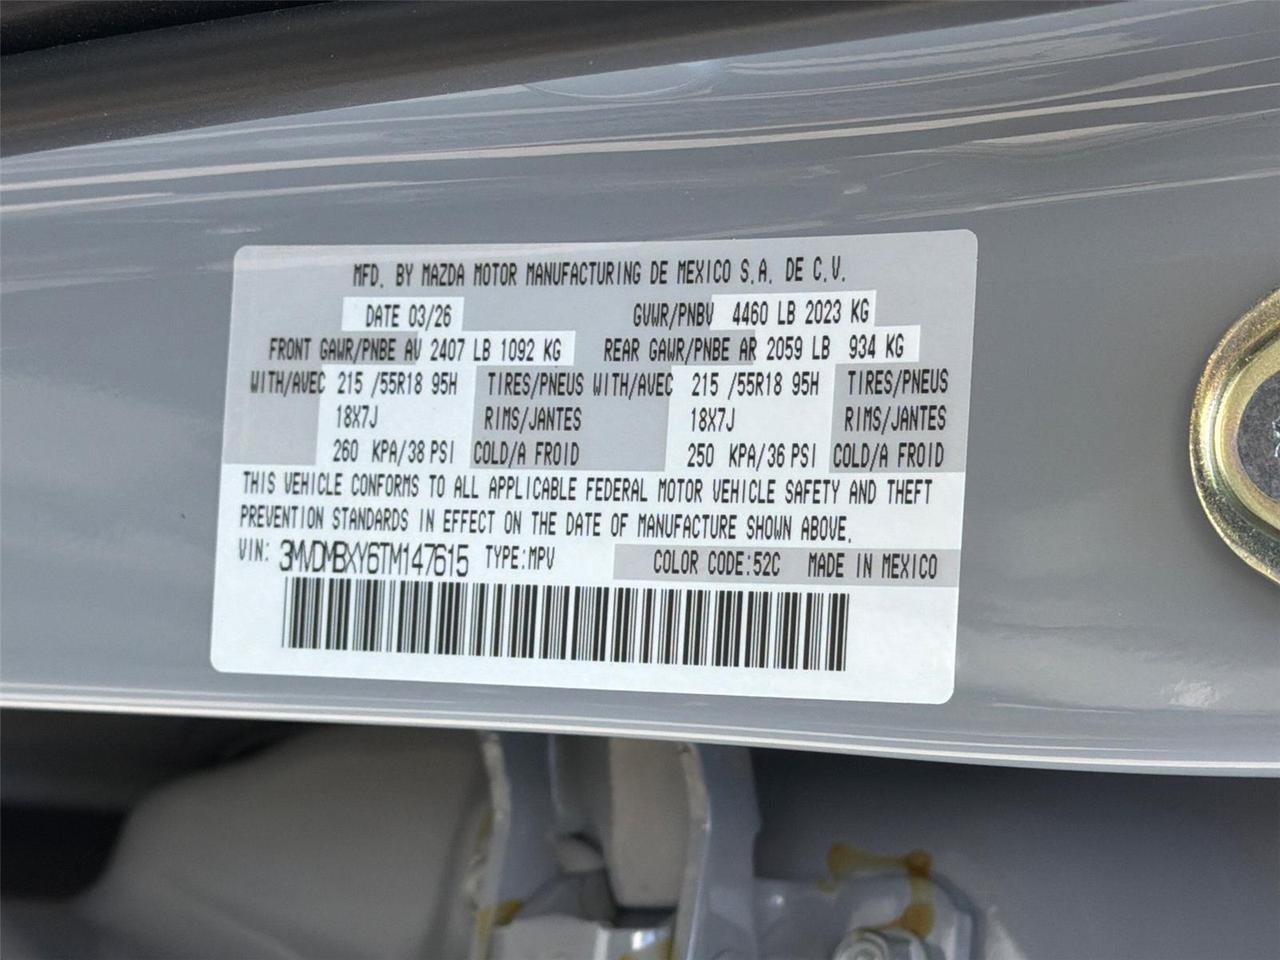 MFD. BY MAZDA MOTOR MANUFACTURING DE MEXICO S.A. DE C.V.
DATE 03/26 GVWR/PNBV 4460 LB 2023 KG
FRONT GAWR/PNBE AV 2407 LB 1092 KG REAR GAWR/PNBE AR 2059 LB 934 KG
WITH/AVEC 215 /55R18 95H TIRES/PNEUS WITH/AVEC 215 /55R18 95H TIRES/PNEUS
18X7J RIMS/JANTES 18X7J RIMS/JANTES
260 KPA/38 PSI COLD/A FROID 250 KPA/36 PSI COLD/A FROID
THIS VEHICLE CONFORMS TO ALL APPLICABLE FEDERAL MOTOR VEHICLE SAFETY AND THEFT
PREVENTION STANDARDS IN EFFECT ON THE DATE OF MANUFACTURE SHOWN ABOVE.
VIN: 3MVDMBXY6TM147615 TYPE:MPV COLOR CODE:52C MADE IN MEXICO